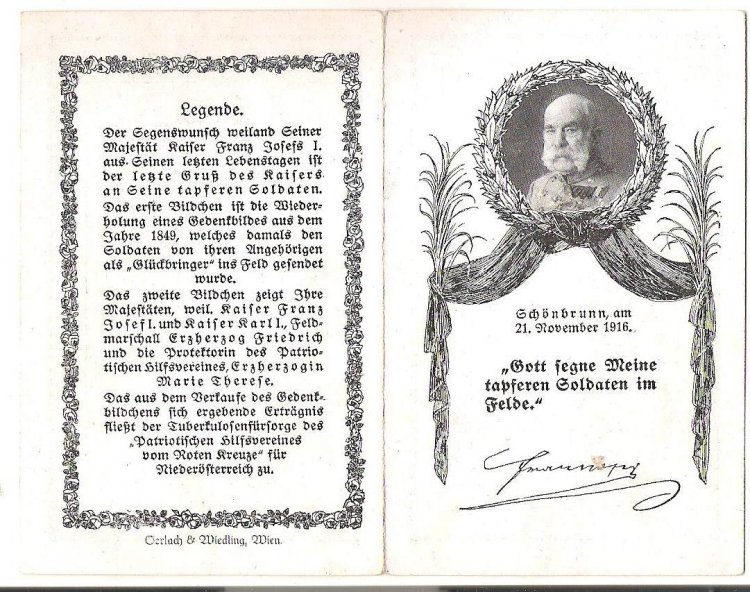 Legende.
Der Segenswunsch weiland Seiner
Majestät Kaiser Franz Josefs I.
aus Seinen letzten Lebenstagen ist
der letzte Gruß des Kaisers
an Seine tapferen Soldaten.
Das erste Bildchen ist die Wieder-
holung eines Gedenkbildes aus dem
Jahre 1849, welches damals den
Soldaten von ihren Angehörigen
als „Glückbringer" ins Feld gesendet
wurde.
Das zweite Bildchen zeigt Ihre
Majestäten, weil. Kaiser Franz
Josef I. und Kaiser Karl I., Feld-
marschall Erzherzog Friedrich
und die Protektorin des Patrio-
tischen Hilfsvereines, Erzherzogin
Marie Therese.
Das aus dem Verkaufe des Gedenk-
bildchens sich ergebende Erträgnis
fließt der Tuberkulosenfürsorge des
„Patriotischen Hilfsvereines
vom Roten Kreuze" für
Niederösterreich zu.
Gerlach & Wiedling, Wien.
Schönbrunn, am
21. November 1916.
„Gott segne Meine
tapferen Soldaten im
Felde."
Franz Josef